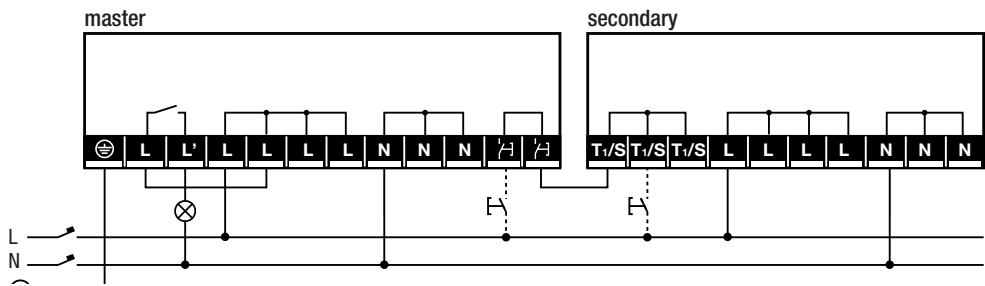 master secondary
L L' L L L L N N N T₁/S T₁/S T₁/S L L L L N N N
L
N